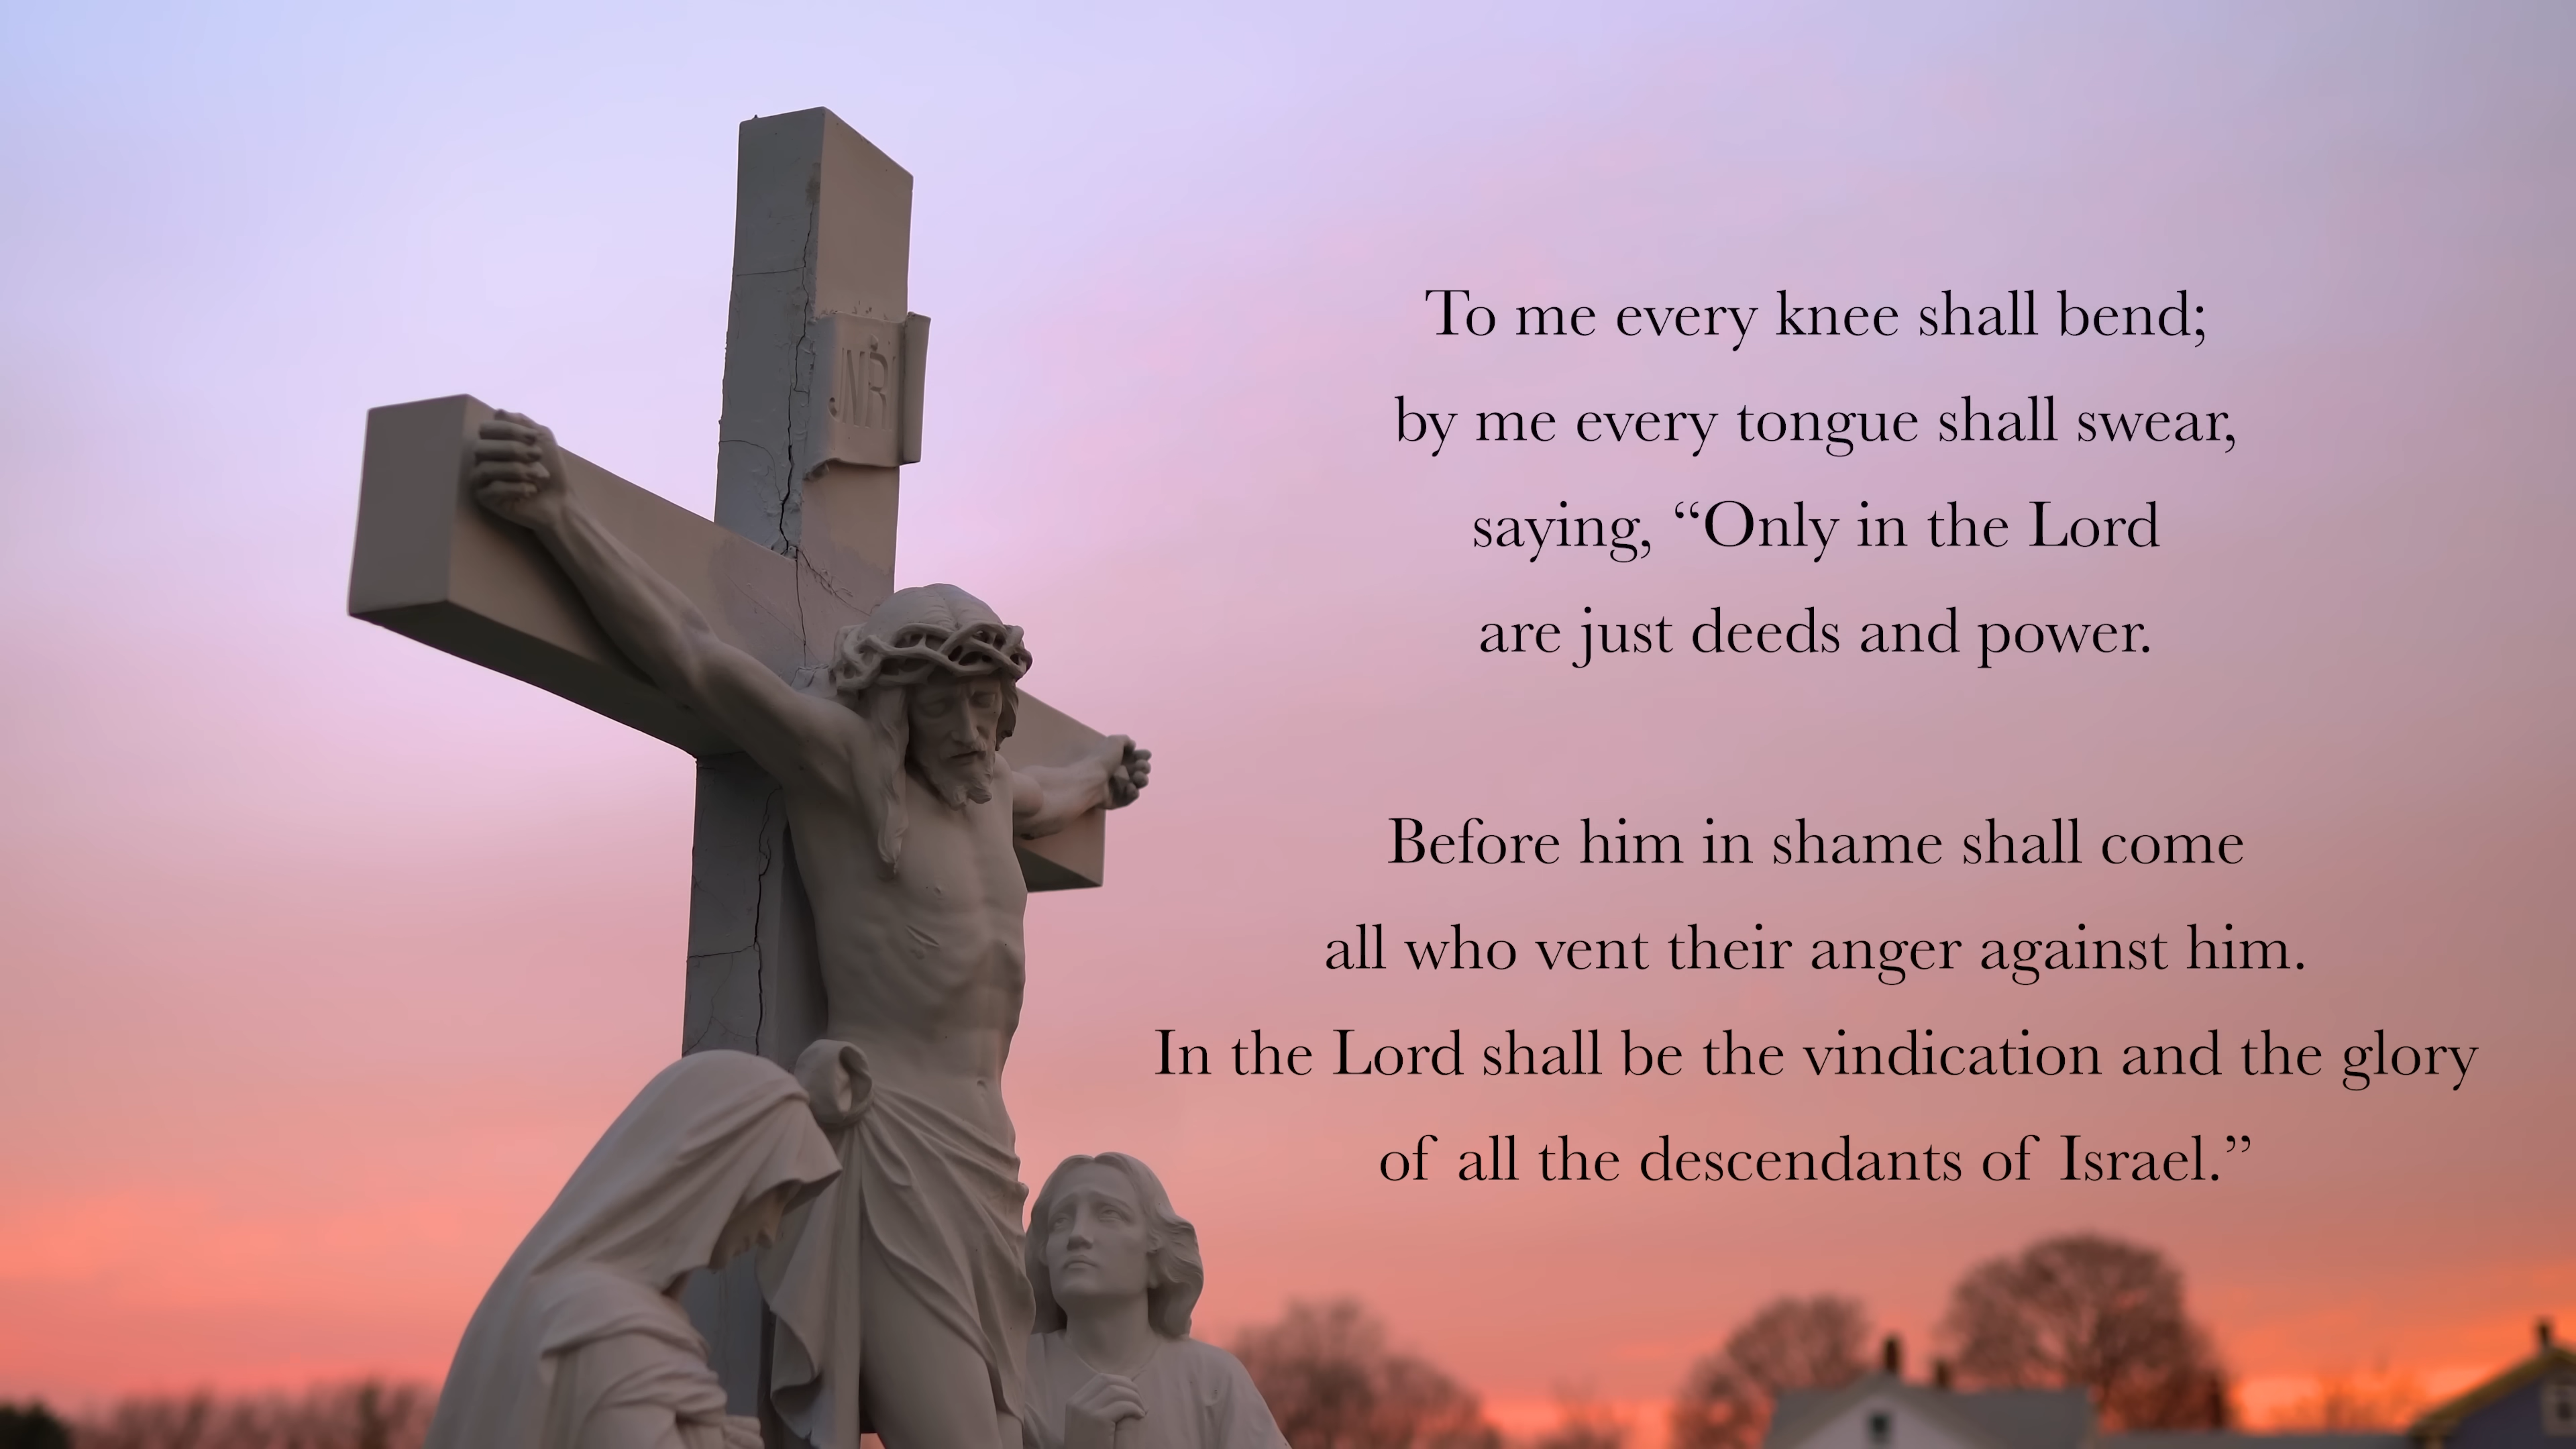 INRI
To me every knee shall bend;
by me every tongue shall swear,
saying, “Only in the Lord
are just deeds and power.
Before him in shame shall come
all who vent their anger against him.
In the Lord shall be the vindication and the glory
of all the descendants of Israel.”